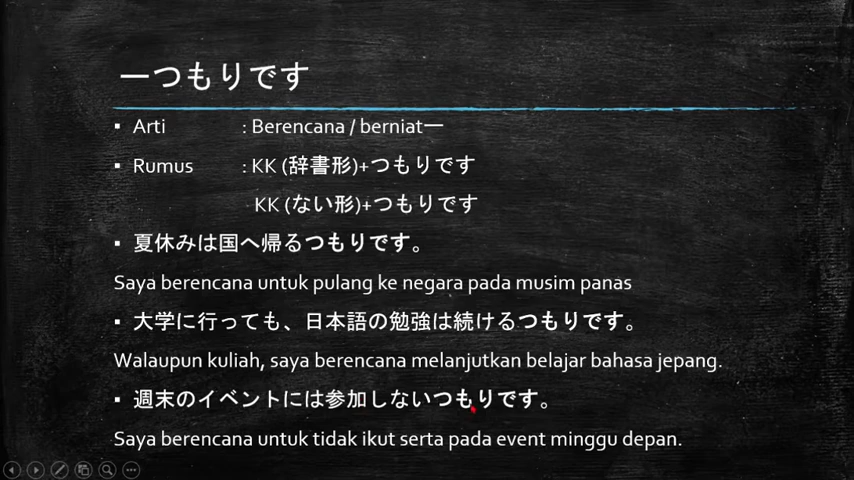 ーつもりです
▪ Arti : Berencana / berniatー
▪ Rumus : KK (辞書形)+つもりです
KK (ない形)+つもりです
▪ 夏休みは国へ帰るつもりです。
Saya berencana untuk pulang ke negara pada musim panas
▪ 大学に行っても、日本語の勉強は続けるつもりです。
Walaupun kuliah, saya berencana melanjutkan belajar bahasa jepang.
▪ 週末のイベントには参加しないつもりです。
Saya berencana untuk tidak ikut serta pada event minggu depan.